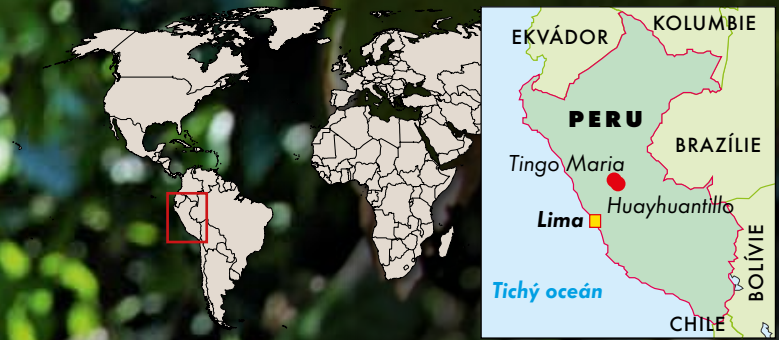 EKVÁDOR
KOLUMBIE
PERU
BRAZÍLIE
Tingo Maria
Huayhuantillo
Lima
BOLÍVIE
Tichý oceán
CHILE